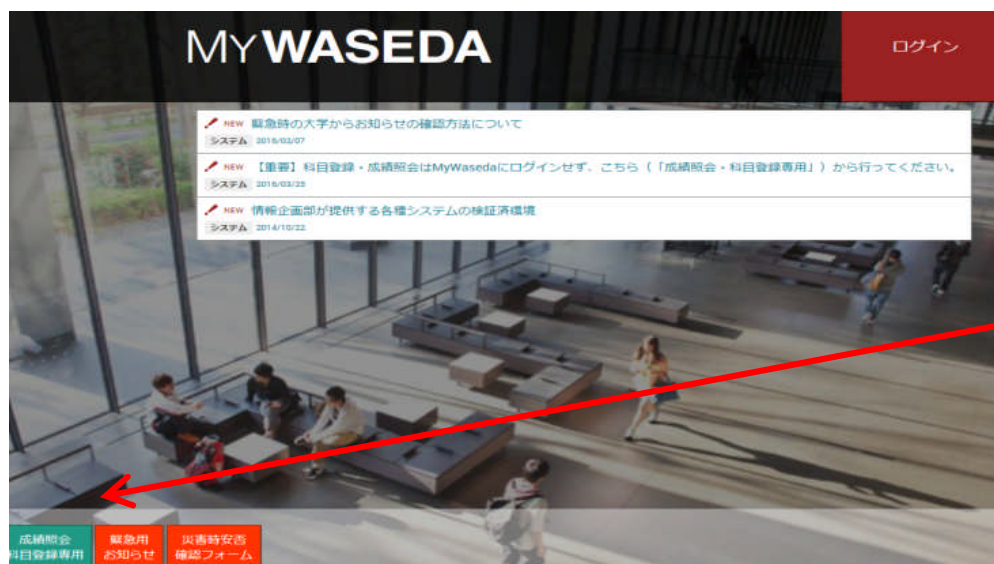 MYWASEDA
ログイン
NEW 緊急時の大学からお知らせの確認方法について
システム 2016/03/07
NEW 【重要】科目登録・成績照会はMyWasedaにログインせず、こちら（「成績照会・科目登録専用」）から行ってください。
システム 2016/03/25
NEW 情報企画部が提供する各種システムの検証済環境
システム 2014/10/22
成績照会
科目登録専用
緊急用
お知らせ
災害時安否
確認フォーム